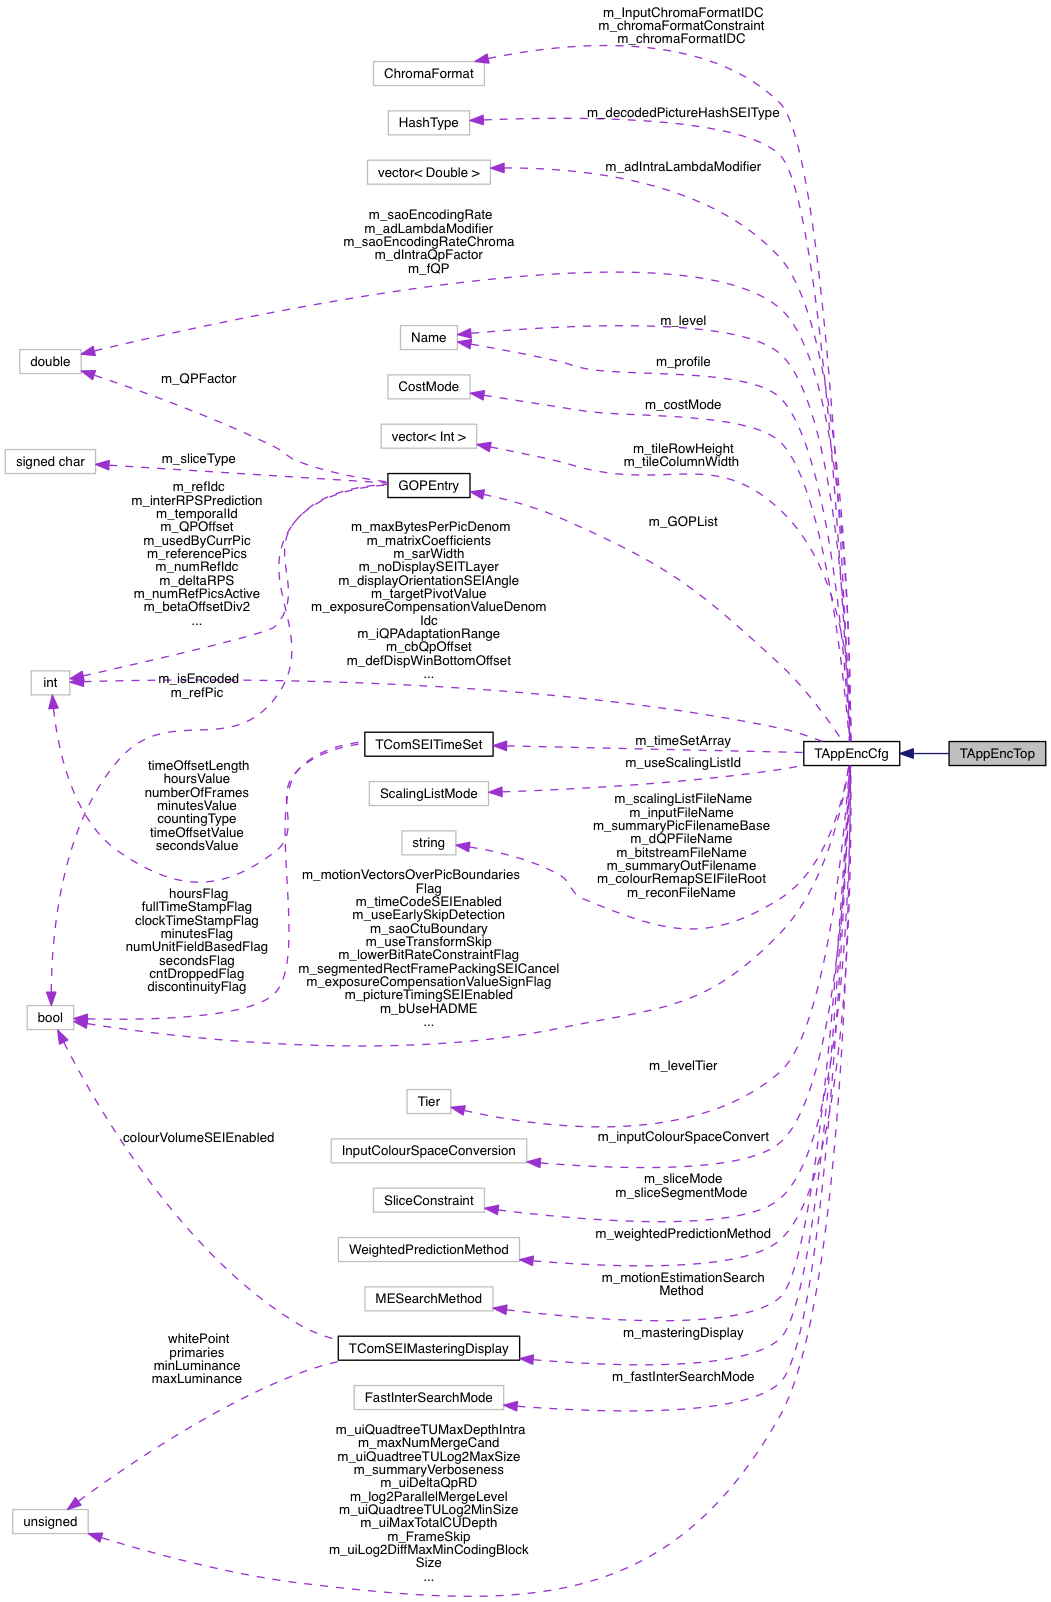 m_InputChromaFormatIDC
m_chromaFormatConstraint
m_chromaFormatIDC
ChromaFormat
m_decodedPictureHashSEIType
HashType
m_adIntraLambdaModifier
vector< Double >
m_saoEncodingRate
m_adLambdaModifier
m_saoEncodingRateChroma
m_dIntraQpFactor
m_fQP
m_level
Name
double
m_profile
m_QPFactor
CostMode
m_costMode
vector< Int >
m_tileRowHeight
m_tileColumnWidth
signed char
m_sliceType
GOPEntry
m_GOPList
m_refIdc
m_interRPSPrediction
m_temporalId
m_QPOffset
m_usedByCurrPic
m_referencePics
m_numRefIdc
m_deltaRPS
m_numRefPicsActive
m_betaOffsetDiv2
...
m_maxBytesPerPicDenom
m_matrixCoefficients
m_sarWidth
m_noDisplaySEITLayer
m_displayOrientationSEIAngle
m_targetPivotValue
m_exposureCompensationValueDenom
Idc
m_iQPAdaptationRange
m_cbQpOffset
m_defDispWinBottomOffset
...
int
m_isEncoded
m_refPic
TComSEITimeSet
m_timeSetArray
TAppEncCfg
TAppEncTop
m_useScalingListId
ScalingListMode
timeOffsetLength
hoursValue
numberOfFrames
minutesValue
countingType
timeOffsetValue
secondsValue
string
m_scalingListFileName
m_inputFileName
m_summaryPicFilenameBase
m_dQPFileName
m_bitstreamFileName
m_summaryOutFilename
m_colourRemapSEIFileRoot
m_reconFileName
hoursFlag
fullTimeStampFlag
clockTimeStampFlag
minutesFlag
numUnitFieldBasedFlag
secondsFlag
cntDroppedFlag
discontinuityFlag
m_motionVectorsOverPicBoundaries
Flag
m_timeCodeSEIEnabled
m_useEarlySkipDetection
m_saoCtuBoundary
m_useTransformSkip
m_lowerBitRateConstraintFlag
m_segmentedRectFramePackingSEICancel
m_exposureCompensationValueSignFlag
m_pictureTimingSEIEnabled
m_bUseHADME
...
bool
m_levelTier
Tier
colourVolumeSEIEnabled
m_inputColourSpaceConvert
InputColourSpaceConversion
m_sliceMode
m_sliceSegmentMode
SliceConstraint
m_weightedPredictionMethod
WeightedPredictionMethod
m_motionEstimationSearch
Method
MESearchMethod
m_masteringDisplay
TComSEIMasteringDisplay
whitePoint
primaries
minLuminance
maxLuminance
m_fastInterSearchMode
FastInterSearchMode
m_uiQuadtreeTUMaxDepthIntra
m_maxNumMergeCand
m_uiQuadtreeTULog2MaxSize
m_summaryVerboseness
m_uiDeltaQpRD
m_log2ParallelMergeLevel
m_uiQuadtreeTULog2MinSize
m_uiMaxTotalCUDepth
m_FrameSkip
m_uiLog2DiffMaxMinCodingBlock
Size
...
unsigned